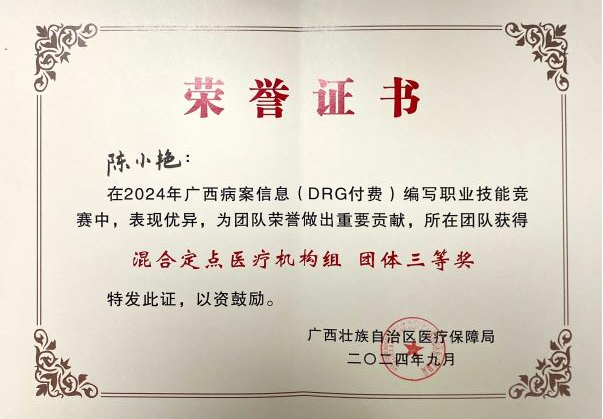 荣誉证书
陈小艳：
在2024年广西病案信息（DRG付费）编写职业技能竞
赛中，表现优异，为团队荣誉做出重要贡献，所在团队获得
混合定点医疗机构组 团体三等奖
特发此证，以资鼓励。
广西壮族自治区医疗保障局
二〇二四年九月